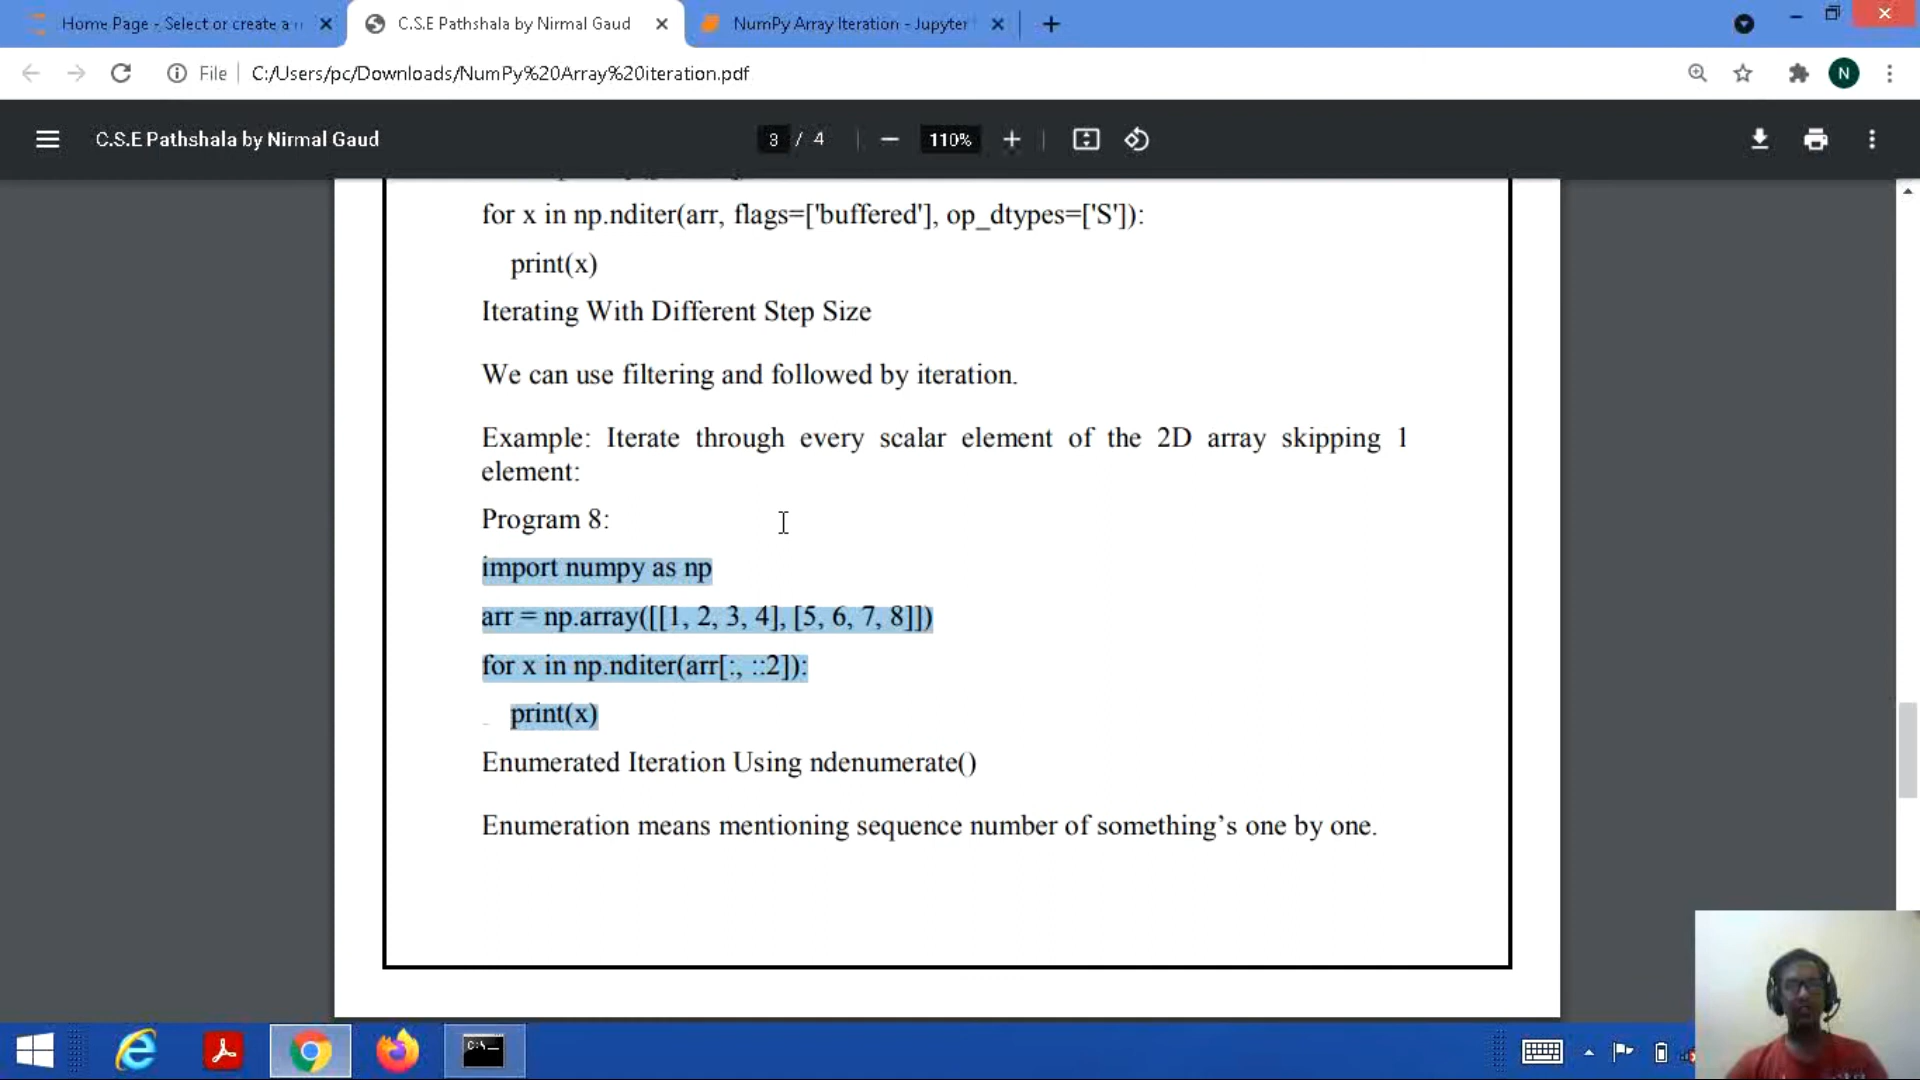 Home Page - Select or create a n
C.S.E Pathshala by Nirmal Gaud
NumPy Array Iteration - Jupyter
File
C:/Users/pc/Downloads/NumPy%20Array%20iteration.pdf
N
C.S.E Pathshala by Nirmal Gaud
3 / 4
110%
for x in np.nditer(arr, flags=['buffered'], op_dtypes=['S']):
print(x)
Iterating With Different Step Size
We can use filtering and followed by iteration.
Example: Iterate through every scalar element of the 2D array skipping 1
element:
Program 8:
import numpy as np
arr = np.array([[1, 2, 3, 4], [5, 6, 7, 8]])
for x in np.nditer(arr[:, ::2]):
print(x)
Enumerated Iteration Using ndenumerate()
Enumeration means mentioning sequence number of something’s one by one.